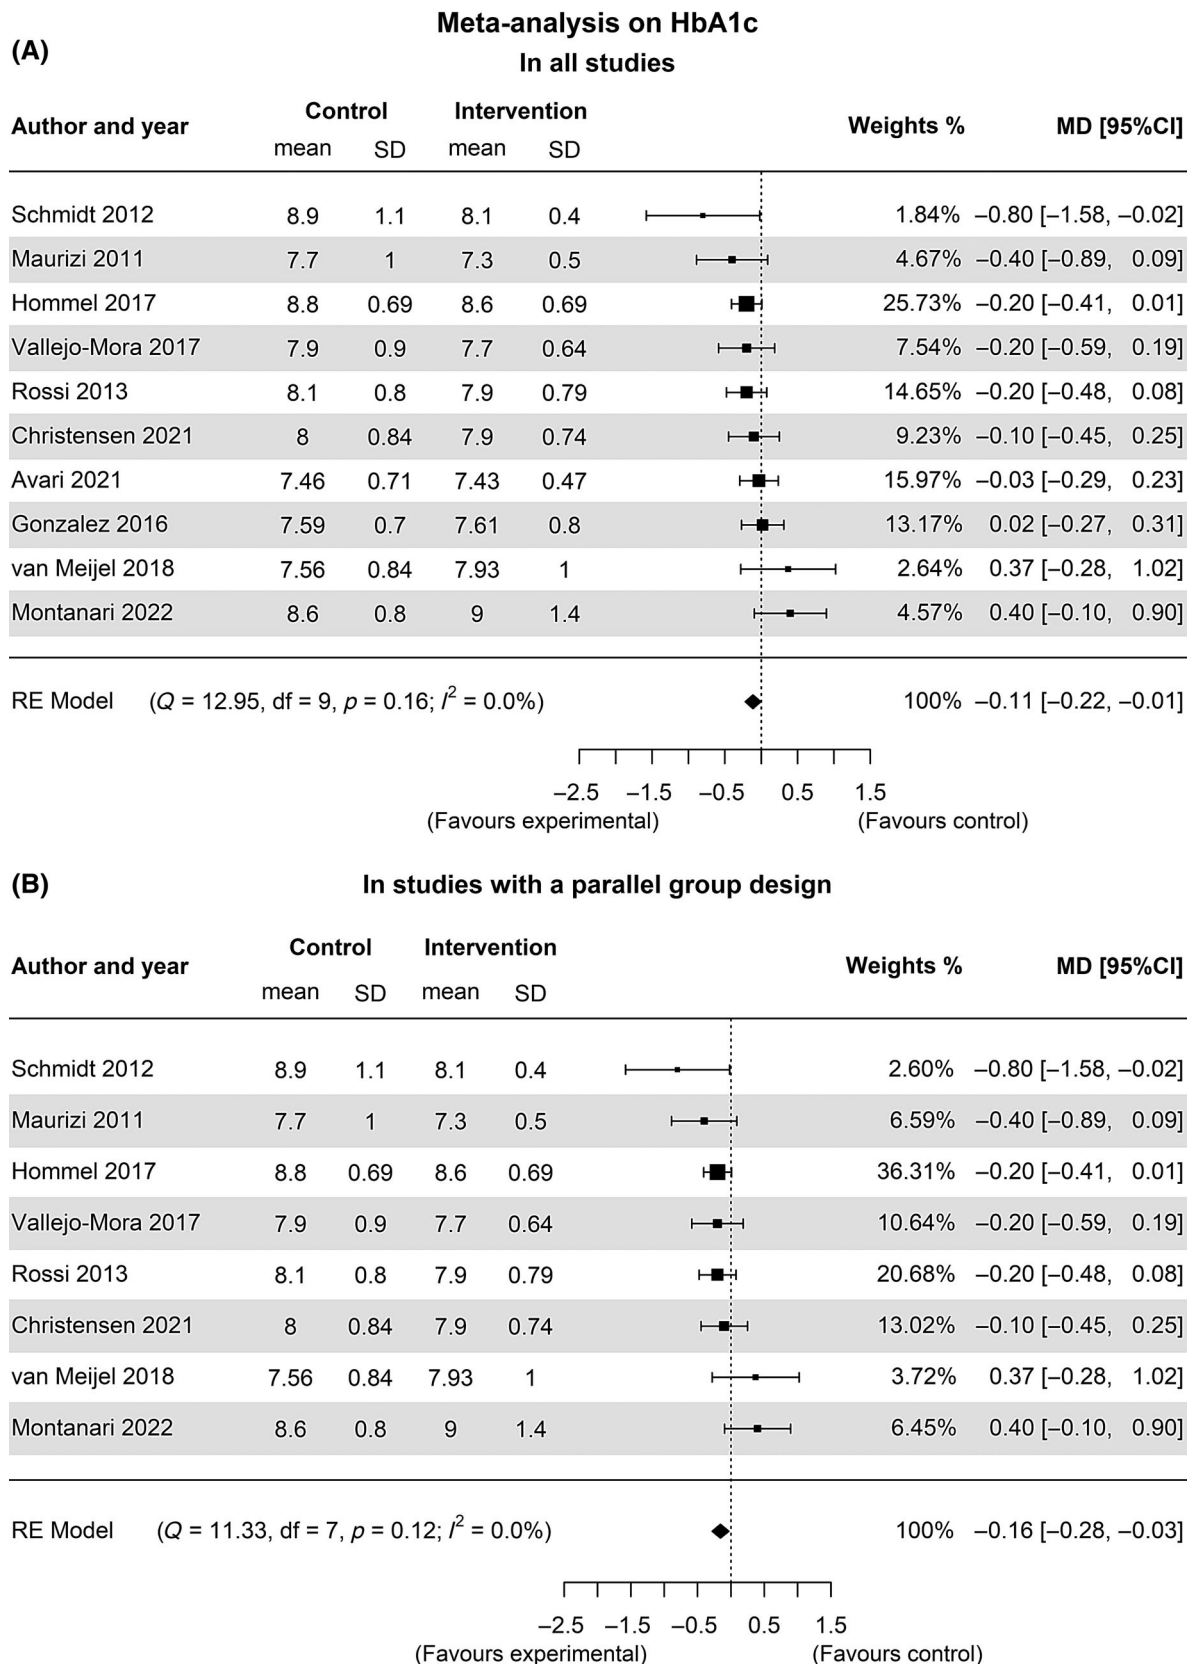 Meta-analysis on HbA1c
(A)
In all studies
Control Intervention
Author and year Weights % MD [95%CI]
mean SD mean SD
Schmidt 2012 8.9 1.1 8.1 0.4 1.84% −0.80 [−1.58, −0.02]
Maurizi 2011 7.7 1 7.3 0.5 4.67% −0.40 [−0.89, 0.09]
Hommel 2017 8.8 0.69 8.6 0.69 25.73% −0.20 [−0.41, 0.01]
Vallejo-Mora 2017 7.9 0.9 7.7 0.64 7.54% −0.20 [−0.59, 0.19]
Rossi 2013 8.1 0.8 7.9 0.79 14.65% −0.20 [−0.48, 0.08]
Christensen 2021 8 0.84 7.9 0.74 9.23% −0.10 [−0.45, 0.25]
Avari 2021 7.46 0.71 7.43 0.47 15.97% −0.03 [−0.29, 0.23]
Gonzalez 2016 7.59 0.7 7.61 0.8 13.17% 0.02 [−0.27, 0.31]
van Meijel 2018 7.56 0.84 7.93 1 2.64% 0.37 [−0.28, 1.02]
Montanari 2022 8.6 0.8 9 1.4 4.57% 0.40 [−0.10, 0.90]
RE Model (Q = 12.95, df = 9, p = 0.16; I² = 0.0%) 100% −0.11 [−0.22, −0.01]
−2.5 −1.5 −0.5 0.5 1.5
(Favours experimental) (Favours control)
(B) In studies with a parallel group design
Control Intervention
Author and year Weights % MD [95%CI]
mean SD mean SD
Schmidt 2012 8.9 1.1 8.1 0.4 2.60% −0.80 [−1.58, −0.02]
Maurizi 2011 7.7 1 7.3 0.5 6.59% −0.40 [−0.89, 0.09]
Hommel 2017 8.8 0.69 8.6 0.69 36.31% −0.20 [−0.41, 0.01]
Vallejo-Mora 2017 7.9 0.9 7.7 0.64 10.64% −0.20 [−0.59, 0.19]
Rossi 2013 8.1 0.8 7.9 0.79 20.68% −0.20 [−0.48, 0.08]
Christensen 2021 8 0.84 7.9 0.74 13.02% −0.10 [−0.45, 0.25]
van Meijel 2018 7.56 0.84 7.93 1 3.72% 0.37 [−0.28, 1.02]
Montanari 2022 8.6 0.8 9 1.4 6.45% 0.40 [−0.10, 0.90]
RE Model (Q = 11.33, df = 7, p = 0.12; I² = 0.0%) 100% −0.16 [−0.28, −0.03]
−2.5 −1.5 −0.5 0.5 1.5
(Favours experimental) (Favours control)